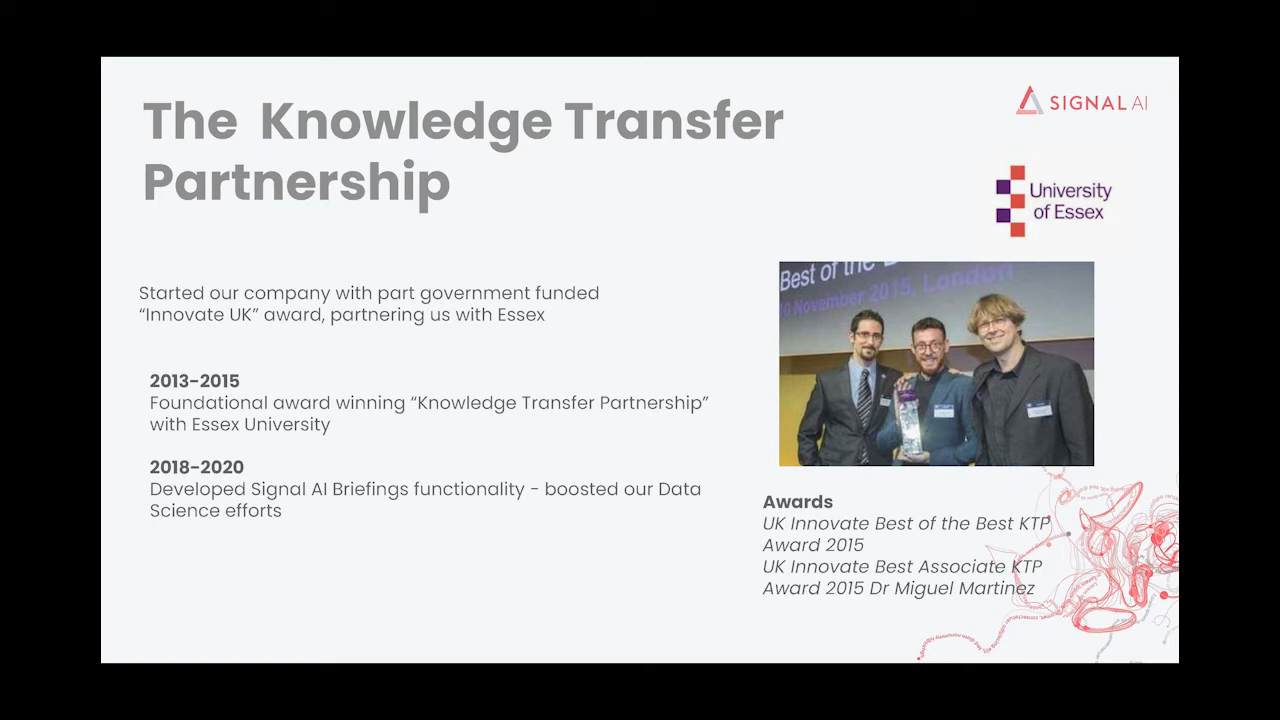 The Knowledge Transfer
Partnership
SIGNAL AI
University
of Essex
Started our company with part government funded
“Innovate UK” award, partnering us with Essex
2013-2015
Foundational award winning “Knowledge Transfer Partnership”
with Essex University
2018-2020
Developed Signal AI Briefings functionality - boosted our Data
Science efforts
Best of the
November 2015, London
Awards
UK Innovate Best of the Best KTP
Award 2015
UK Innovate Best Associate KTP
Award 2015 Dr Miguel Martinez